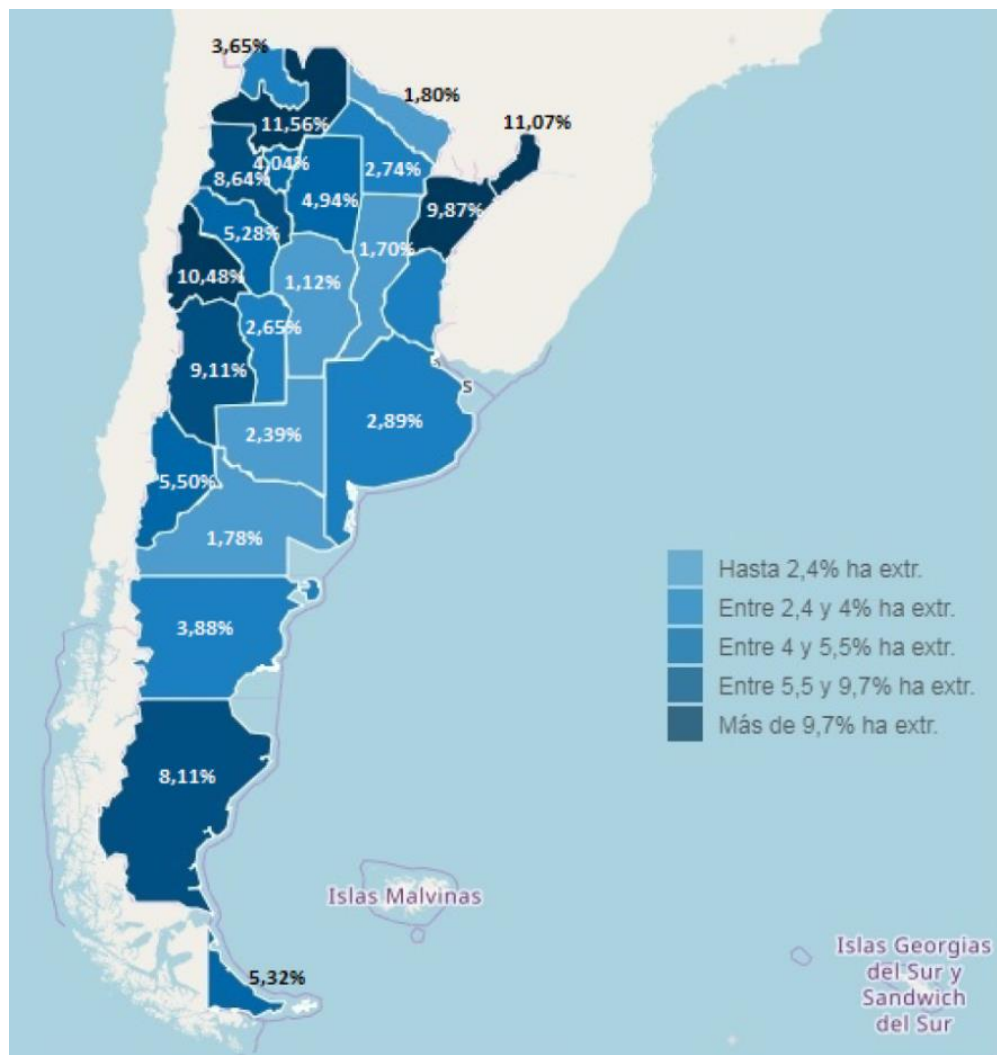 3,65%
1,80%
11,56%
11,07%
4,04%
2,74%
8,64%
4,94%
9,87%
5,28%
1,70%
10,48%
1,12%
2,65%
9,11%
S
2,89%
2,39%
5,50%
1,78%
Hasta 2,4% ha extr.
Entre 2,4 y 4% ha extr.
3,88%
Entre 4 y 5,5% ha extr.
Entre 5,5 y 9,7% ha extr.
Más de 9,7% ha extr.
8,11%
Islas Malvinas
Islas Georgias
del Sur y
Sandwich
del Sur
5,32%